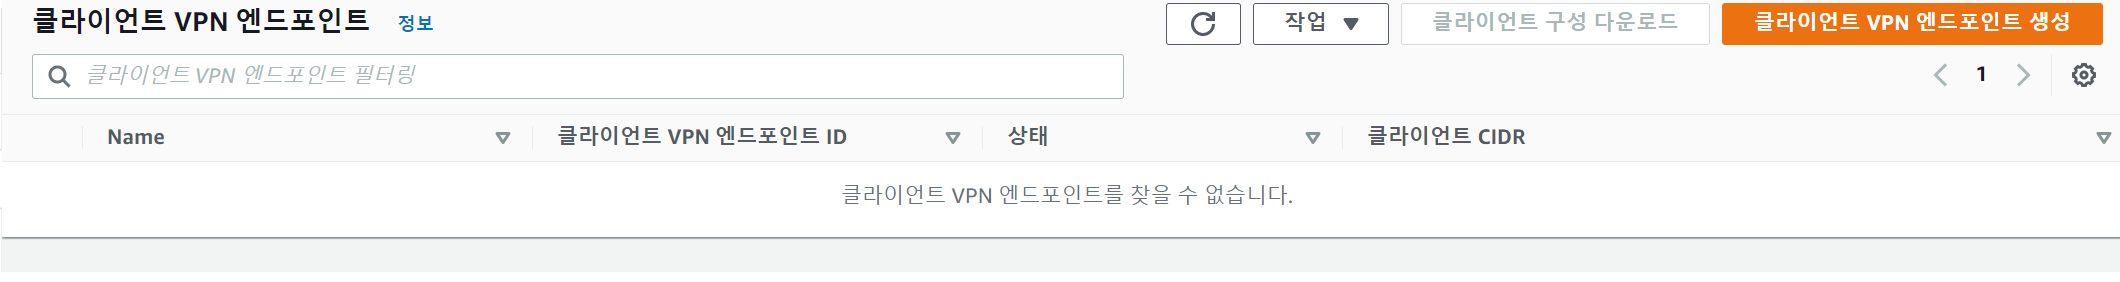 클라이언트 VPN 엔드포인트 정보 작업 클라이언트 구성 다운로드 클라이언트 VPN 엔드포인트 생성
클라이언트 VPN 엔드포인트 필터링 1
Name 클라이언트 VPN 엔드포인트 ID 상태 클라이언트 CIDR
클라이언트 VPN 엔드포인트를 찾을 수 없습니다.